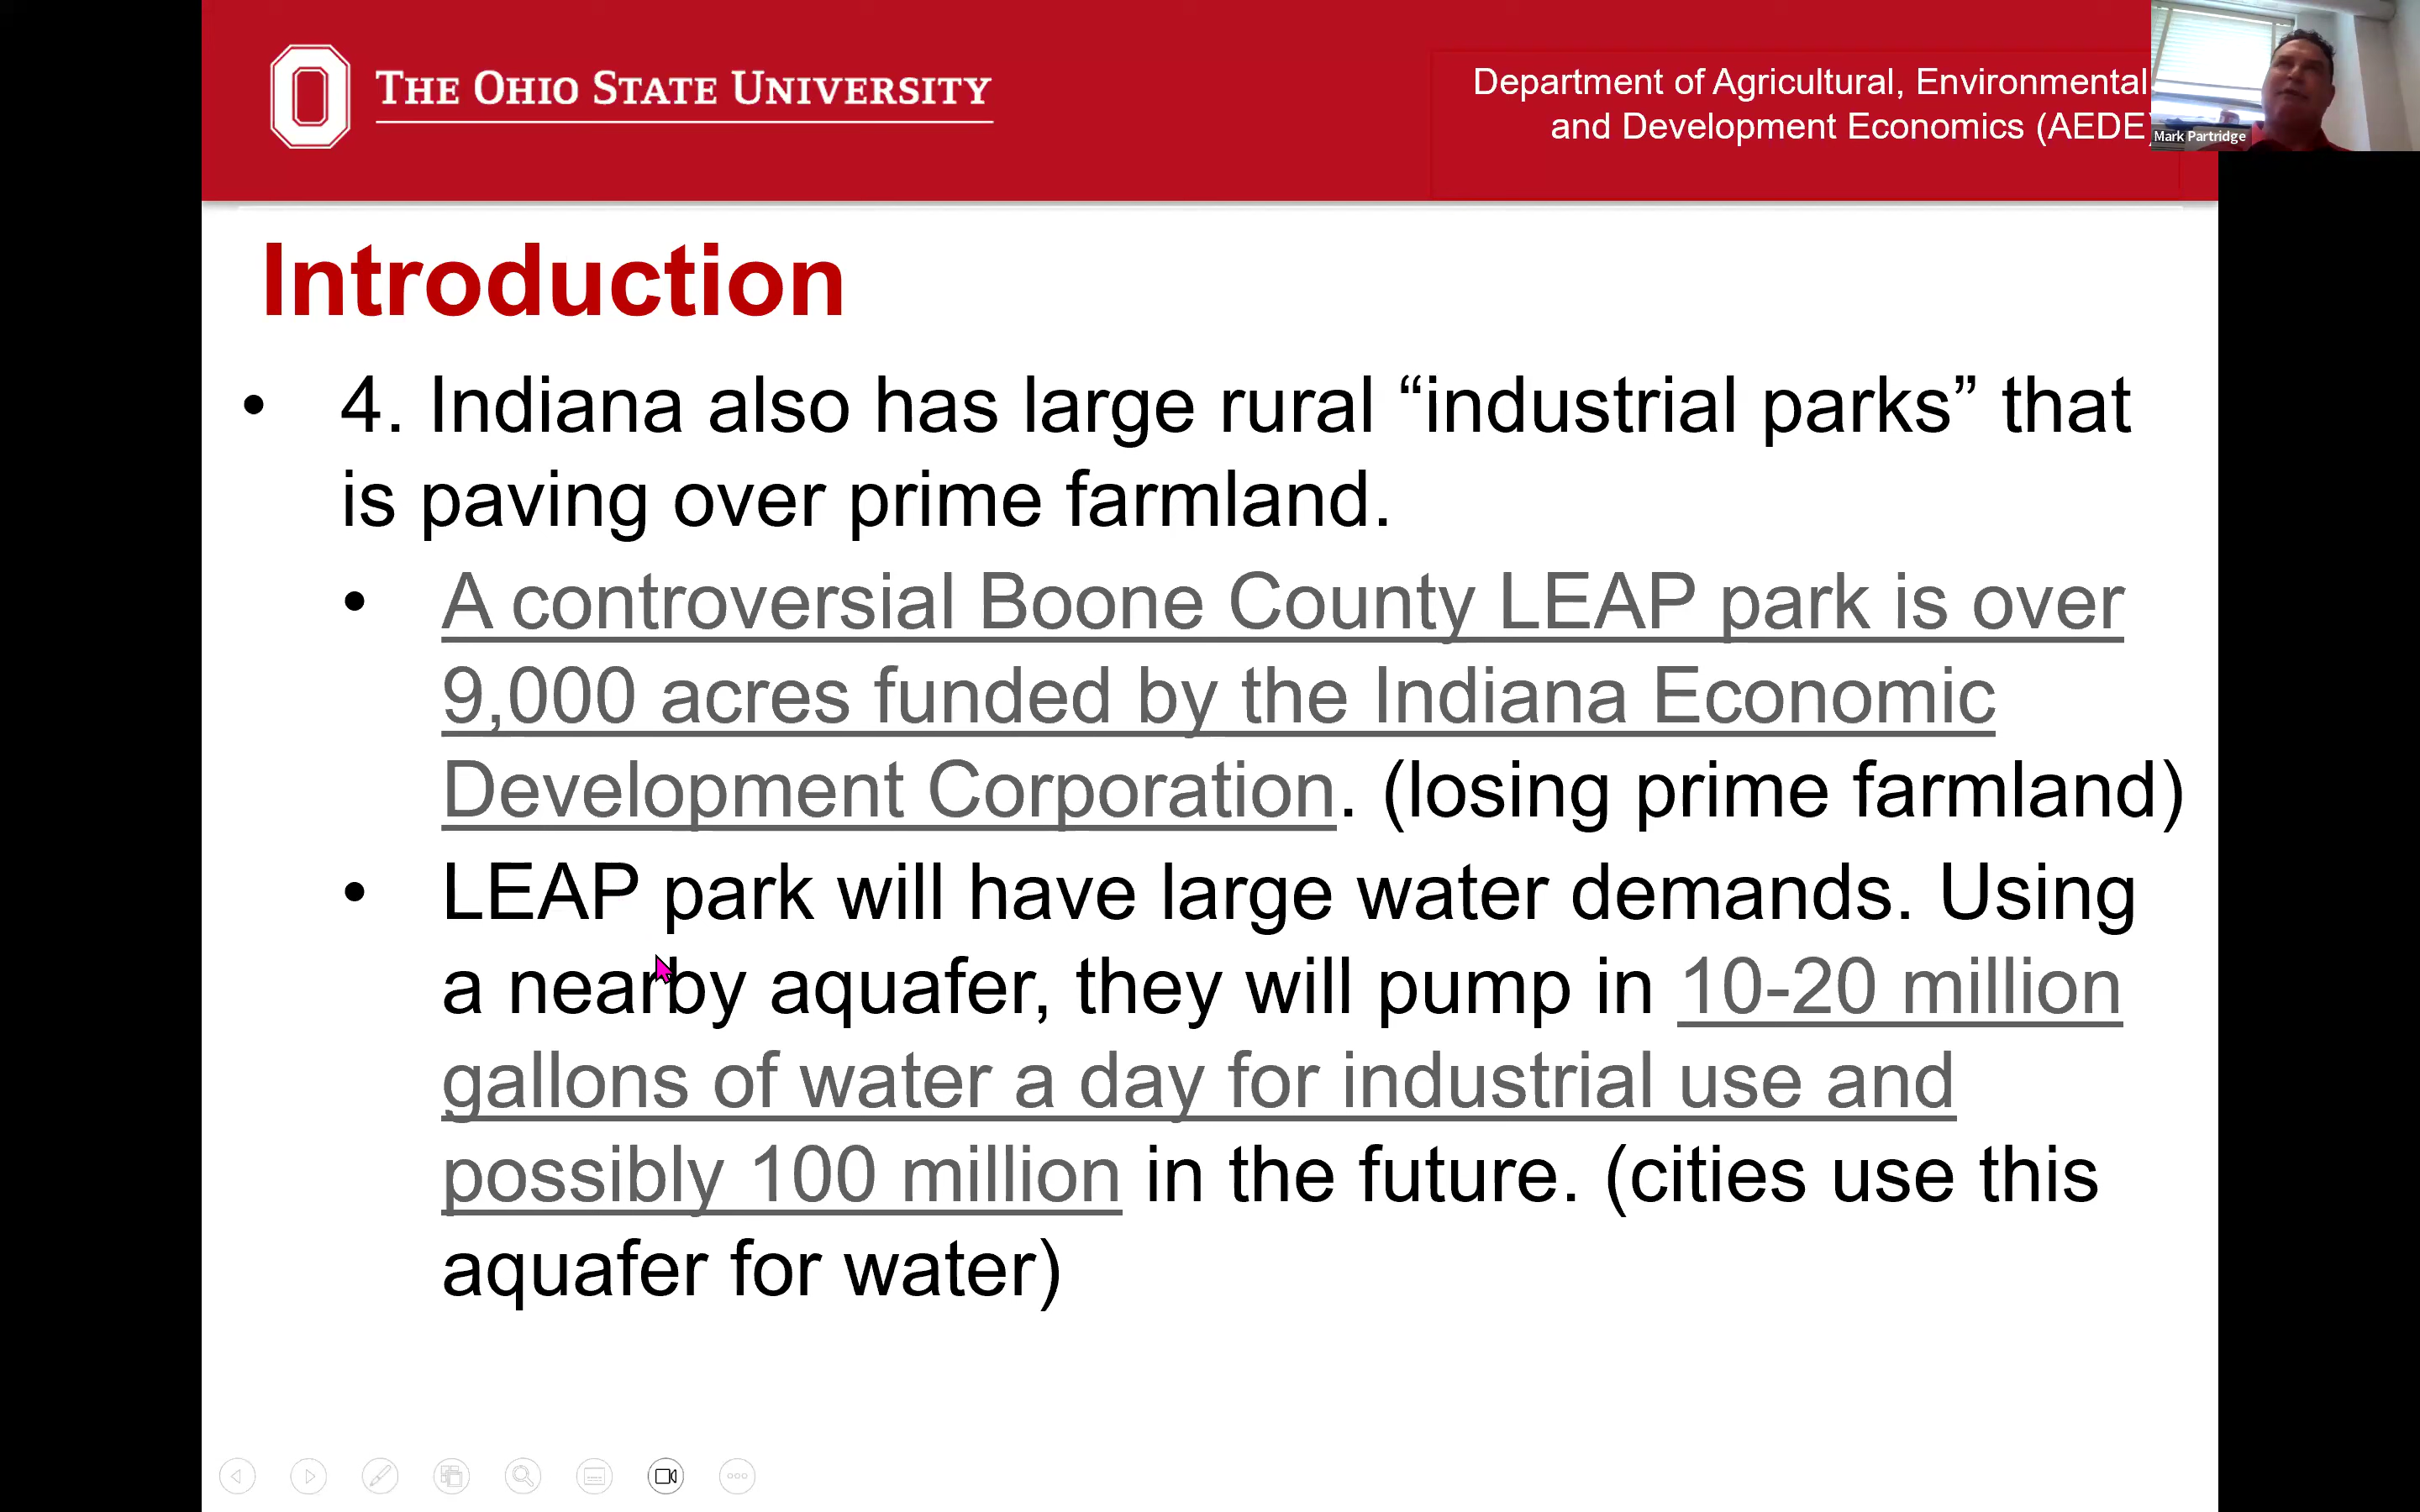 THE OHIO STATE UNIVERSITY
Department of Agricultural, Environmental
and Development Economics (AEDE)
Mark Partridge
Introduction
• 4. Indiana also has large rural “industrial parks” that
is paving over prime farmland.
• A controversial Boone County LEAP park is over
9,000 acres funded by the Indiana Economic
Development Corporation. (losing prime farmland)
• LEAP park will have large water demands. Using
a nearby aquafer, they will pump in 10-20 million
gallons of water a day for industrial use and
possibly 100 million in the future. (cities use this
aquafer for water)